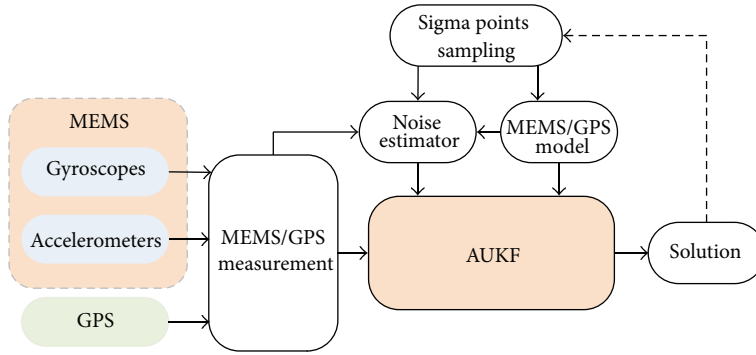 Sigma points
sampling
MEMS
Noise
estimator
MEMS/GPS
model
Gyroscopes
Accelerometers
MEMS/GPS
measurement
AUKF
Solution
GPS